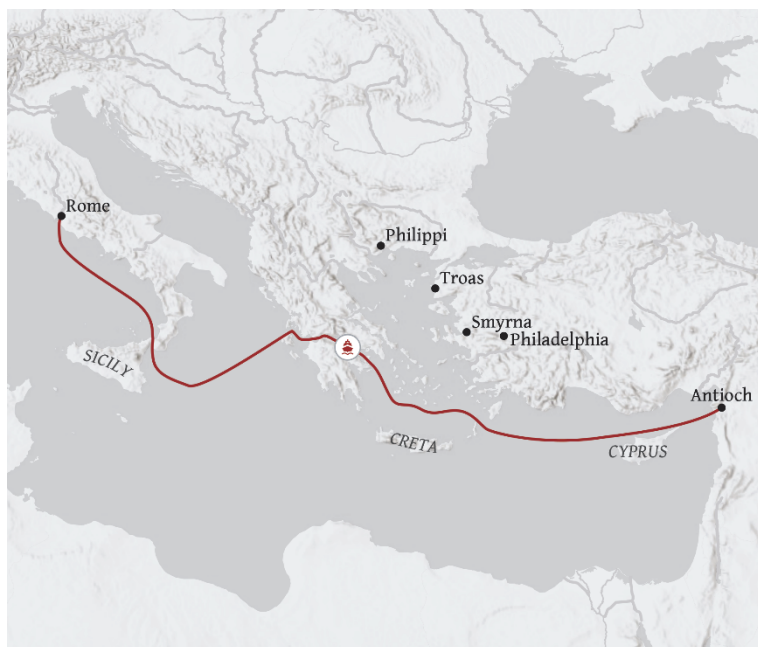 Rome
Philippi
Troas
Smyrna
Philadelphia
SICILY
Antioch
CRETA
CYPRUS